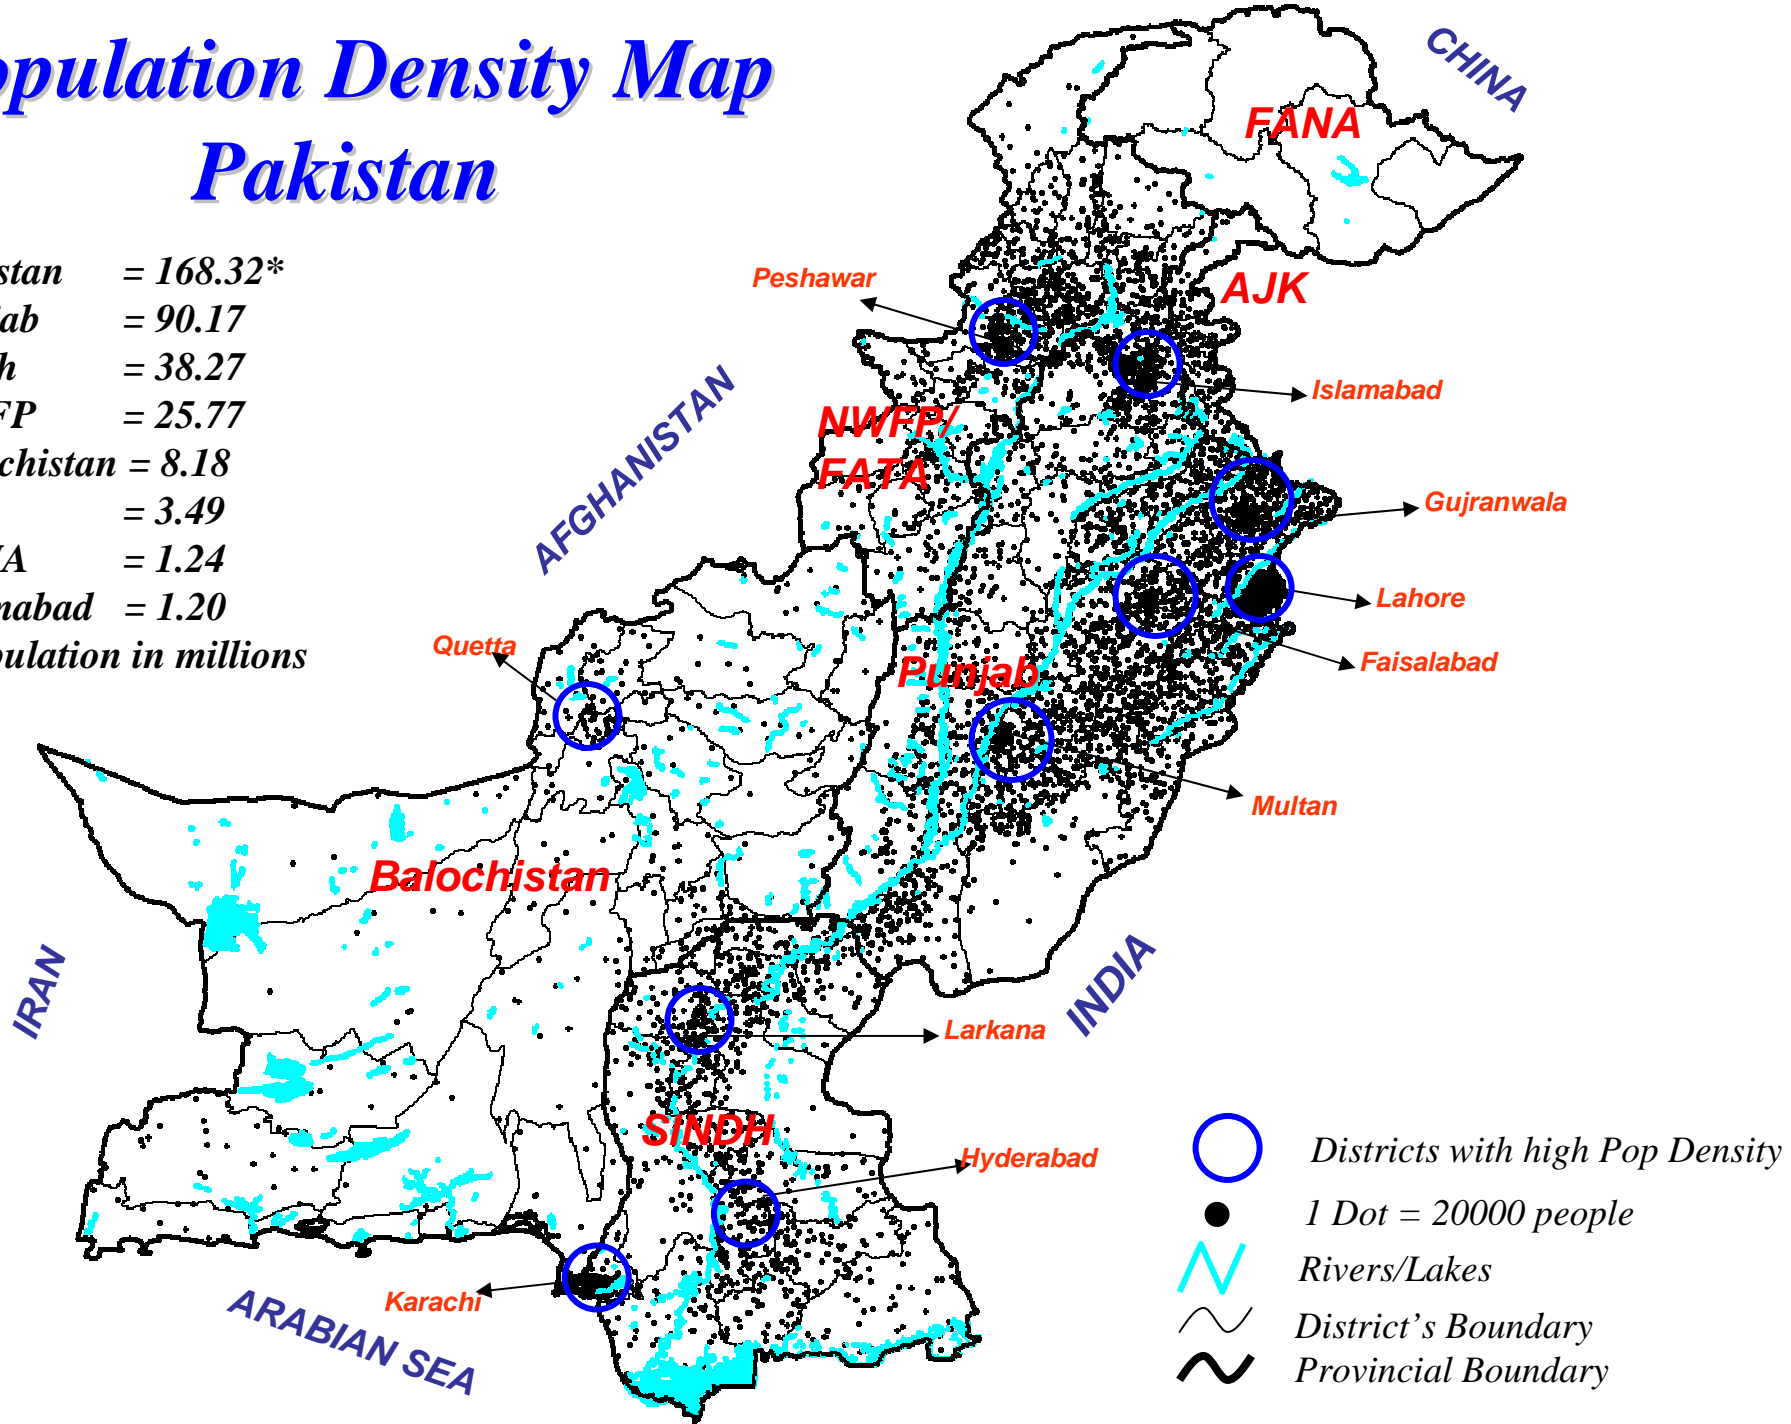 opulation Density Map
Pakistan
stan = 168.32*
ab = 90.17
h = 38.27
FP = 25.77
chistan = 8.18
= 3.49
A = 1.24
nabad = 1.20
pulation in millions
CHINA
FANA
AJK
Peshawar
Islamabad
NWFP/
FATA
AFGHANISTAN
Gujranwala
Lahore
Faisalabad
Quetta
Punjab
Multan
Balochistan
IRAN
INDIA
Larkana
SINDH
Hyderabad
Karachi
ARABIAN SEA
Districts with high Pop Density
1 Dot = 20000 people
Rivers/Lakes
District's Boundary
Provincial Boundary